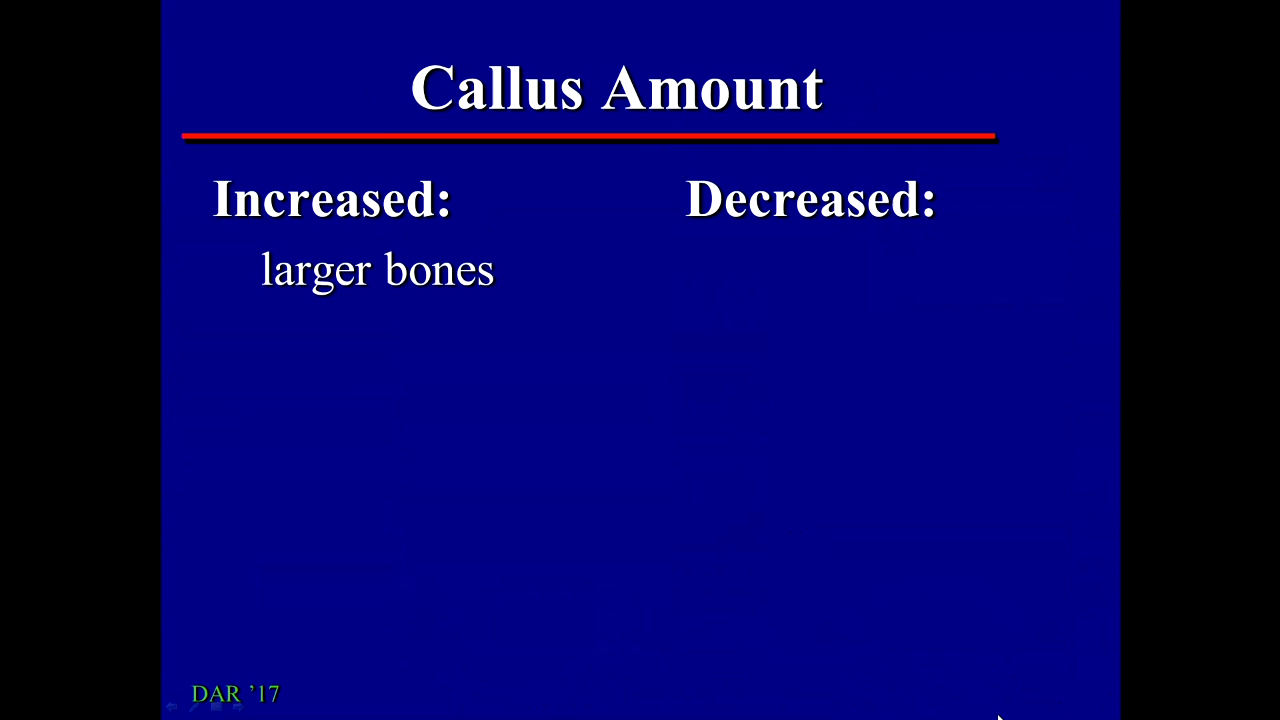 Callus Amount
Increased:
Decreased:
larger bones
DAR ’17